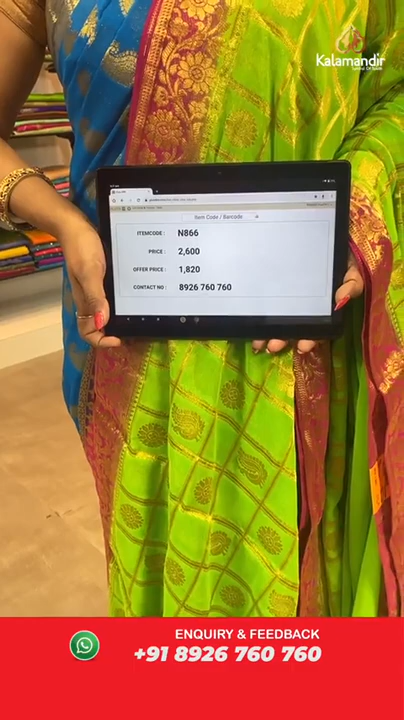 Kalamandir
Item Code / Barcode
ITEMCODE : N866
PRICE : 2,600
OFFER PRICE : 1,820
CONTACT NO : 8926 760 760
ENQUIRY & FEEDBACK
+91 8926 760 760